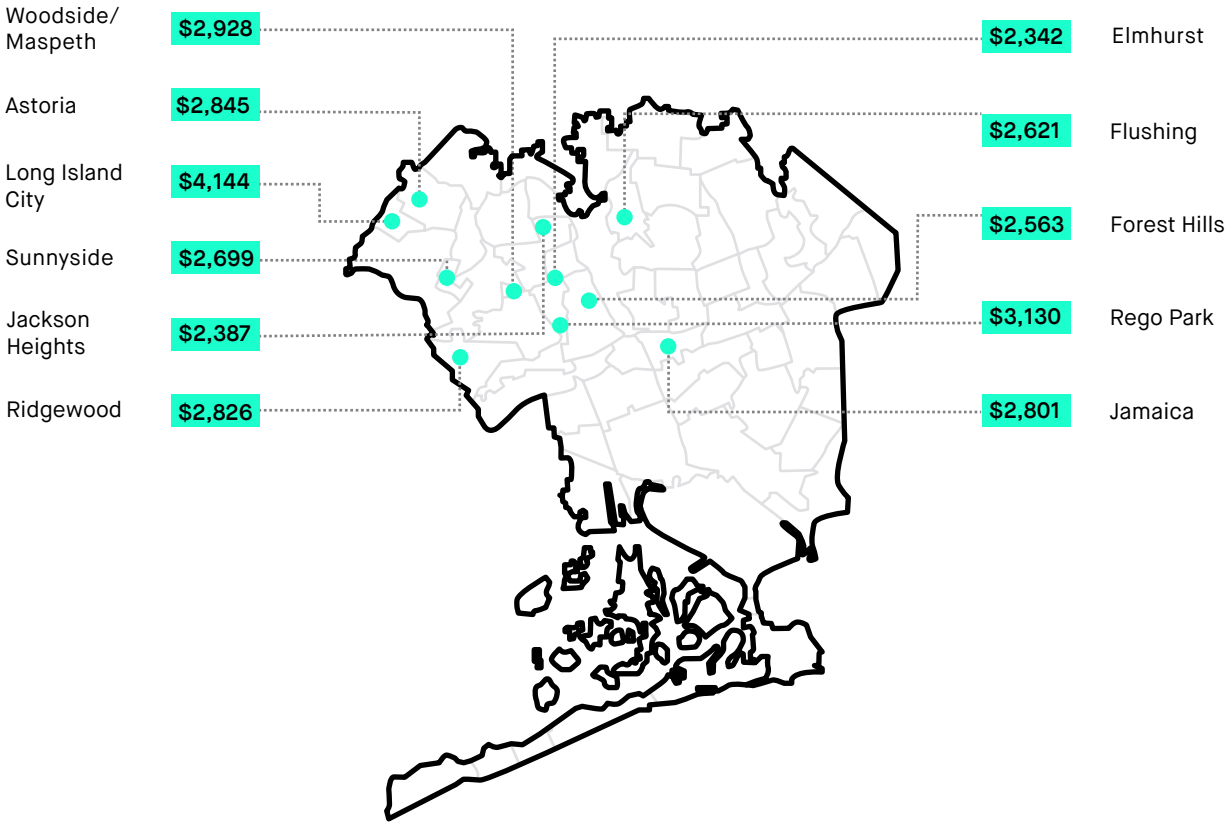 Woodside/
Maspeth
$2,928
Astoria
$2,845
Long Island
City
$4,144
Sunnyside
$2,699
Jackson
Heights
$2,387
Ridgewood
$2,826
$2,342
Elmhurst
$2,621
Flushing
$2,563
Forest Hills
$3,130
Rego Park
$2,801
Jamaica